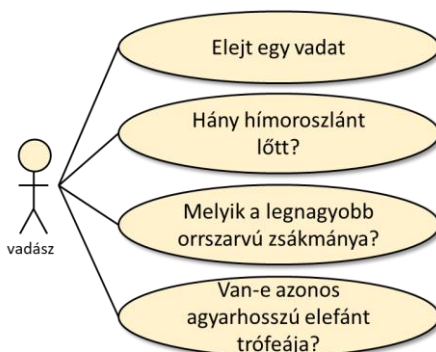 Elejt egy vadat
Hány hímoroszlánt
lőtt?
Melyik a legnagyobb
orrszarvú zsákmánya?
Van-e azonos
agyarhosszú elefánt
trófeája?
vadász